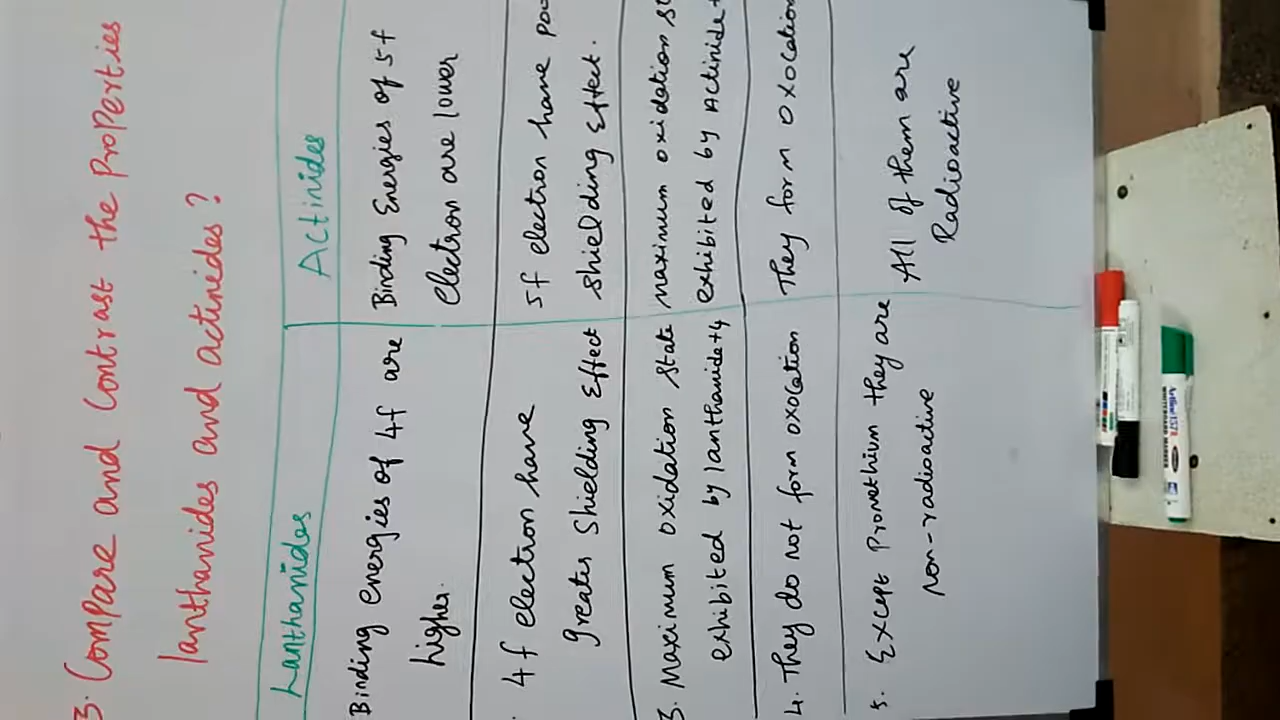 3. Compare and Contrast the Properties
lanthanides and actinides ?
Lanthanides
Actinides
Binding energies of 4f are
higher.
Binding Energies of 5f
electron are lower
4f electron have
greater shielding Effect
5f electron have
shielding Effect.
3. Maximum oxidation state
exhibited by lanthanide +4
maximum oxidation
exhibited by Actinide
4. They do not form oxocation
They form oxocation
5. Except Promethium they are
Non-radioactive
All of them are
Radioactive
Artline
WHITEBOARD MARKER